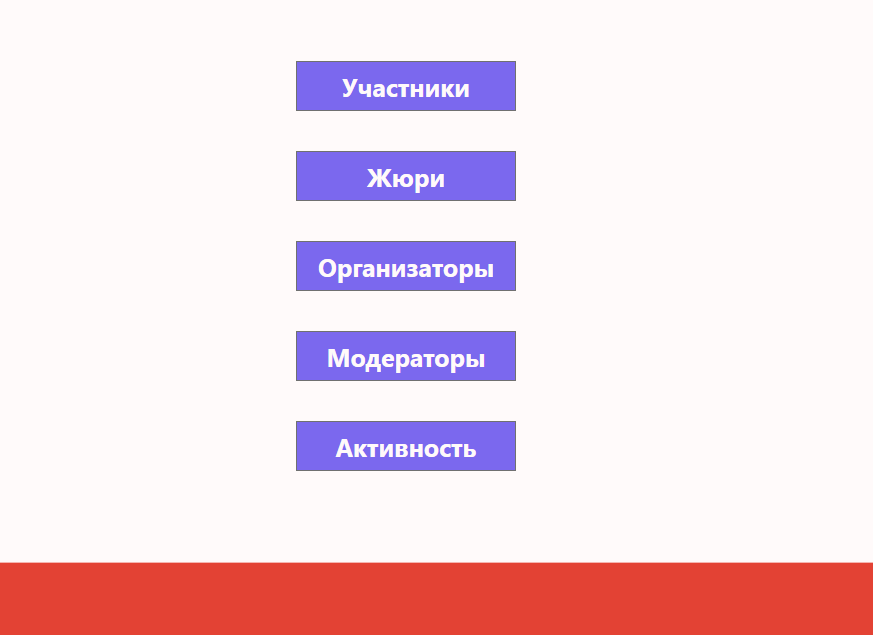 Участники
Жюри
Организаторы
Модераторы
Активность